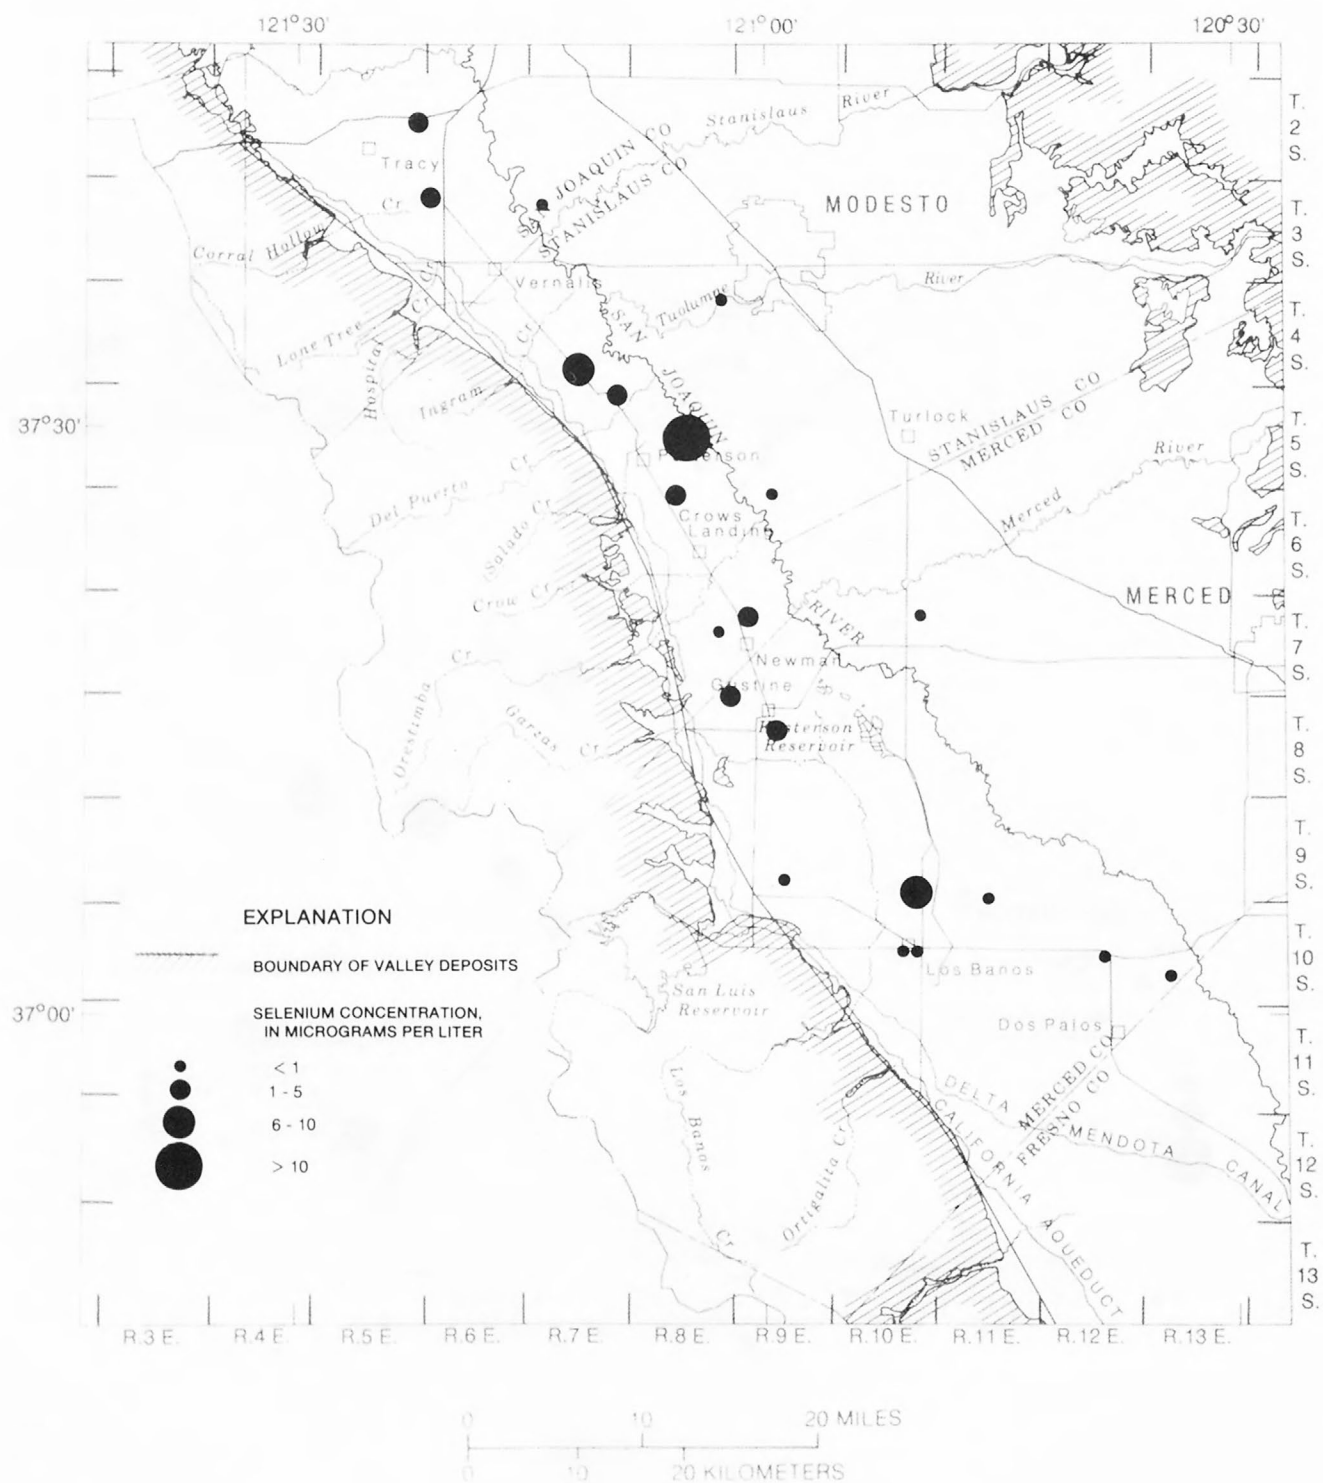 121°30'
121°00'
120°30'
T.
2
S.
T.
3
S.
T.
4
S.
T.
5
S.
T.
6
S.
T.
7
S.
T.
8
S.
T.
9
S.
T.
10
S.
T.
11
S.
T.
12
S.
T.
13
S.
Stanislaus River
Tracy
SAN JOAQUIN CO
STANISLAUS CO
MODESTO
Cr.
Corral Hollow
Cr
Vernalis
River
Tuolumne
SAN JOAQUIN RIVER
Lone Tree
Cr
Hospital
Cr
Ingram
37°30'
Turlock
STANISLAUS CO
MERCED CO
Patterson
River
Merced
Del Puerto Cr
Crows
Landing
Salado Cr
Crow Cr
MERCED
Newman
Orestimba Cr
Gustine
Garzas Cr
Reservoir
EXPLANATION
BOUNDARY OF VALLEY DEPOSITS
SELENIUM CONCENTRATION,
IN MICROGRAMS PER LITER
< 1
1 - 5
6 - 10
> 10
Los Banos
San Luis
Reservoir
37°00'
Dos Palos
MERCED CO
FRESNO CO
Los Banos Cr
Ortigalita Cr
DELTA MENDOTA CANAL
CALIFORNIA AQUEDUCT
R.3 E. R.4 E. R.5 E. R.6 E. R.7 E. R.8 E. R.9 E. R.10 E. R.11 E. R.12 E. R.13 E.
0 10 20 MILES
0 10 20 KILOMETERS